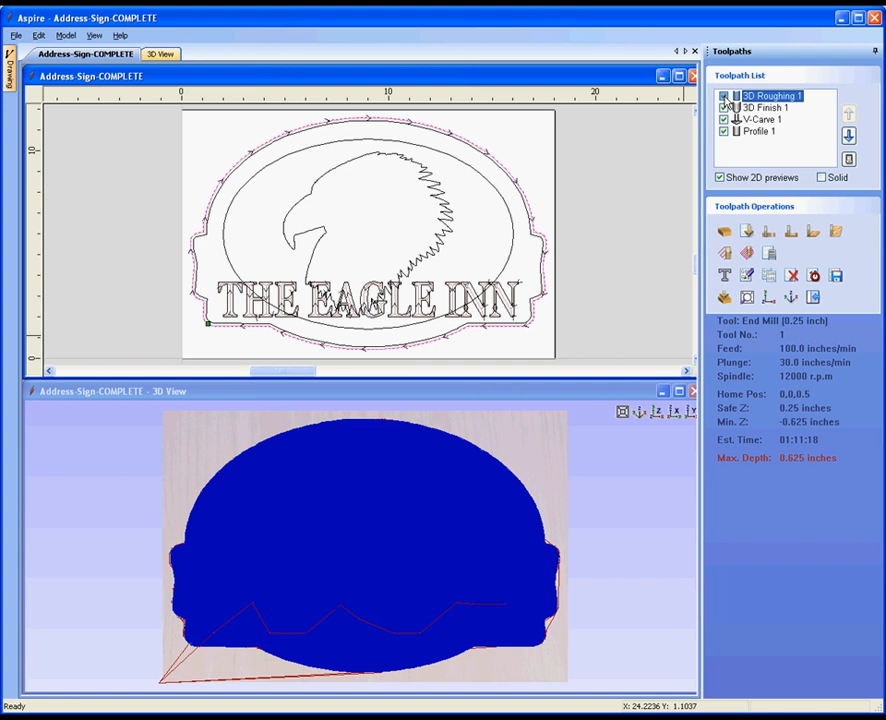 Aspire - Address-Sign-COMPLETE
File Edit Model View Help
Address-Sign-COMPLETE 3D View
Drawing
Address-Sign-COMPLETE
0 10 20
10
0
THE EAGLE INN
Address-Sign-COMPLETE - 3D View
Z X Y
Toolpaths
Toolpath List
3D Roughing 1
3D Finish 1
V-Carve 1
Profile 1
Show 2D previews Solid
Toolpath Operations
Tool: End Mill (0.25 inch)
Tool No.: 1
Feed: 100.0 inches/min
Plunge: 30.0 inches/min
Spindle: 12000 r.p.m
Home Pos: 0,0,0.5
Safe Z: 0.25 inches
Min. Z: -0.625 inches
Est. Time: 01:11:18
Max. Depth: 0.625 inches
Ready
X: 24.2236 Y: 1.1037